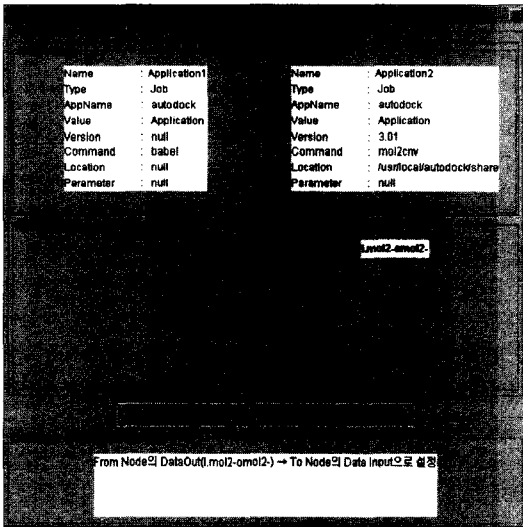 Name : Application1
Type : Job
AppName : autodock
Value : Application
Version : null
Command : babel
Location : null
Parameter : null
Name : Application2
Type : Job
AppName : autodock
Value : Application
Version : 3.01
Command : mol2cnv
Location : /usr/local/autodock/share
Parameter : null
l.mol2-omol2-
From Node의 DataOut(l.mol2-omol2-) → To Node의 Data Input으로 설정